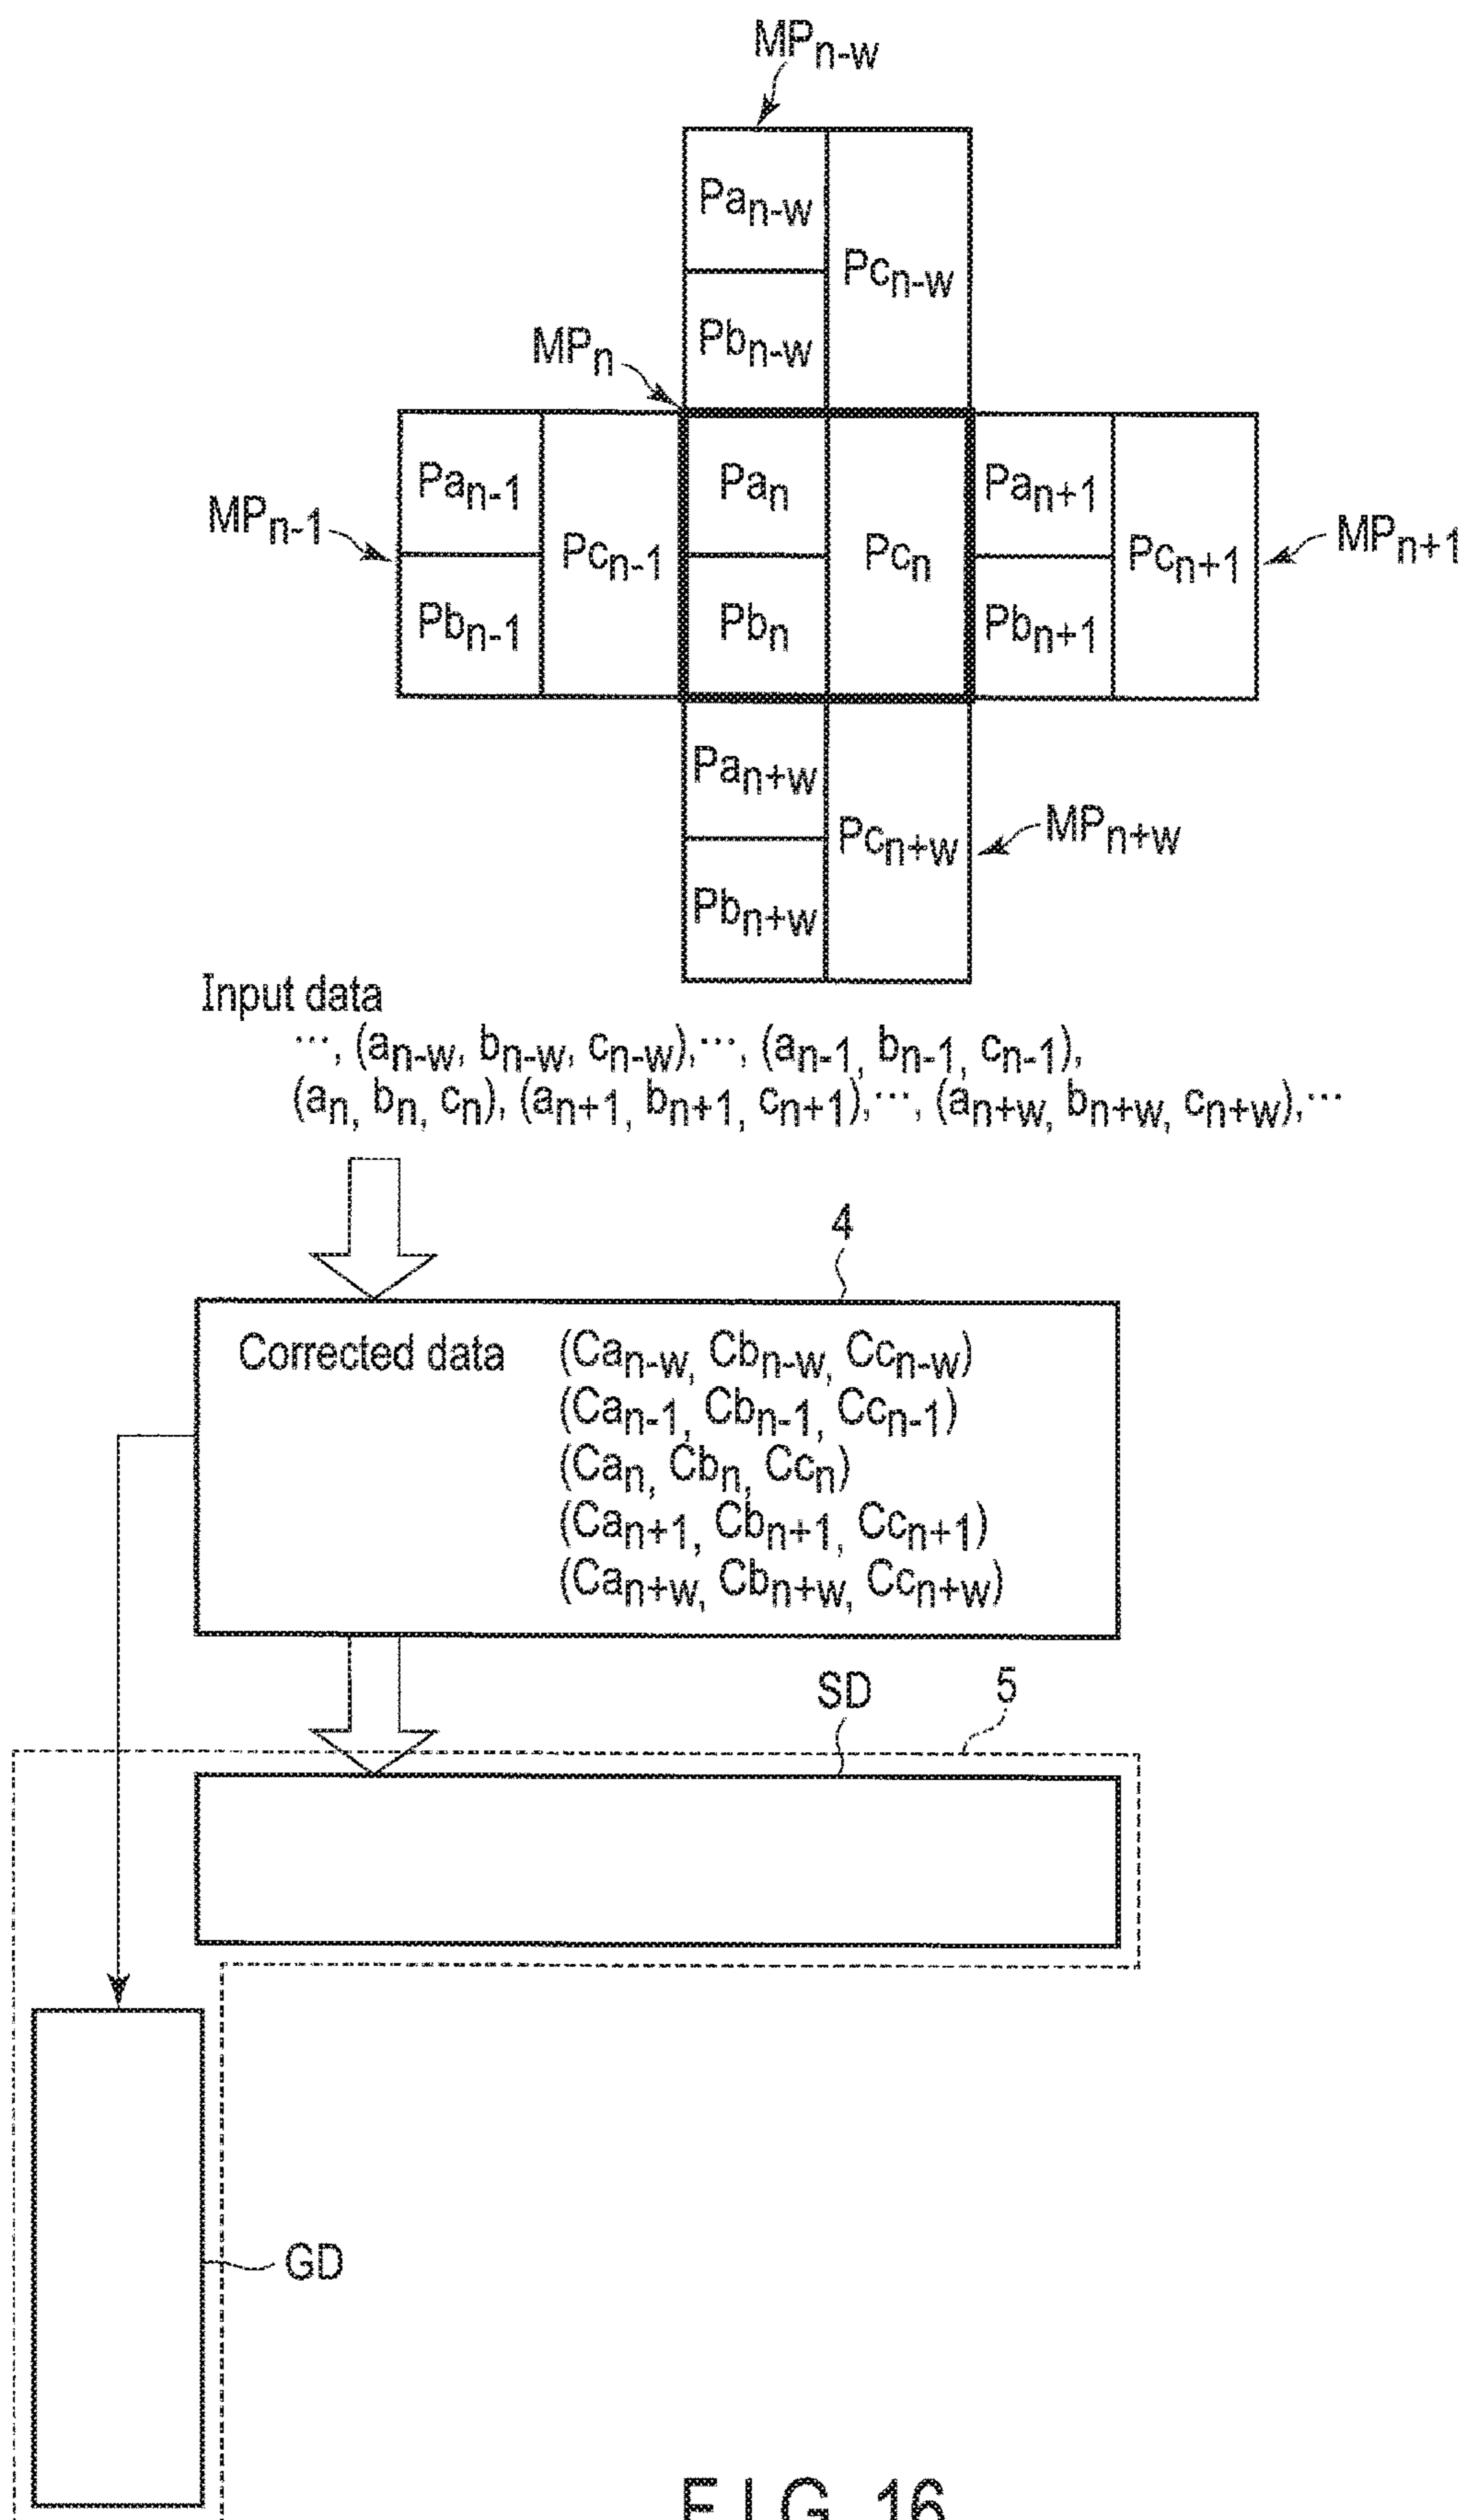 MPn-w
Pan-w
Pcn-w
Pbn-w
MPn
Pan-1
Pan
Pan+1
MPn-1
Pcn-1
Pcn
Pcn+1
MPn+1
Pbn-1
Pbn
Pbn+1
Pan+w
Pcn+w
MPn+w
Pbn+w
Input data
…, (an-w, bn-w, cn-w),…, (an-1, bn-1, cn-1),
(an, bn, cn), (an+1, bn+1, cn+1),…, (an+w, bn+w, cn+w),…
4
Corrected data (Can-w, Cbn-w, Ccn-w)
(Can-1, Cbn-1, Ccn-1)
(Can, Cbn, Ccn)
(Can+1, Cbn+1, Ccn+1)
(Can+w, Cbn+w, Ccn+w)
SD
5
GD
FIG. 16